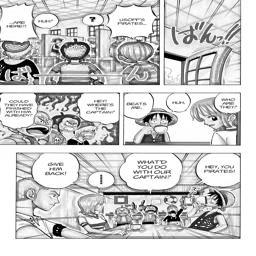 ばんっ!!
USOPP'S
PIRATES..
?
HUH?
...ARE
HERE!!
WHO
ARE
THEY?
HUH,
BEATS
ME.
HEY!
WHERE'S
THE
CAPTAIN?
COULD
THEY HAVE
FINISHED
WITH HIM
ALREADY
HEY, YOU
PIRATES!
WHAT'D
YOU DO
WITH OUR
CAPTAIN?
!
GIVE
HIM
BACK!